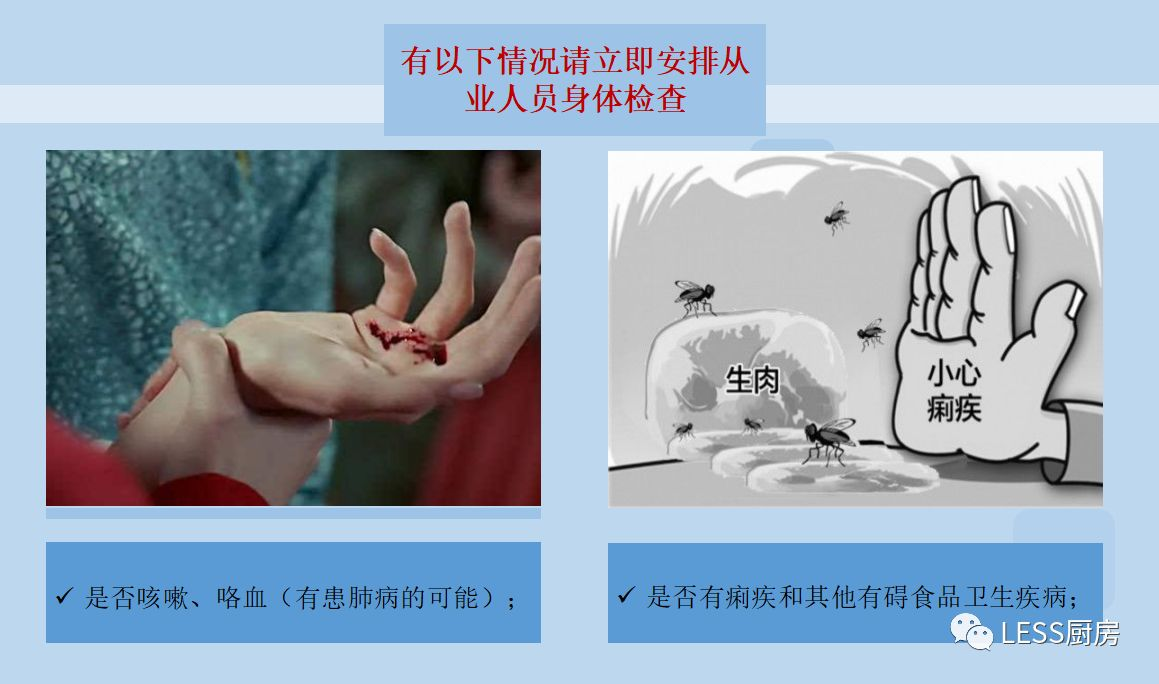 有以下情况请立即安排从
业人员身体检查
生肉
小心
痢疾
✓ 是否咳嗽、咯血（有患肺病的可能）；
✓ 是否有痢疾和其他有碍食品卫生疾病；
LESS厨房